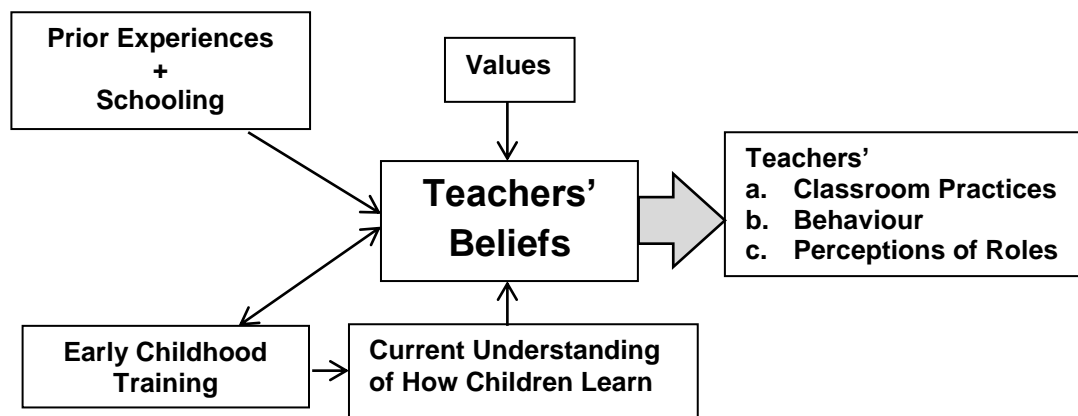 Prior Experiences
+
Schooling
Values
Teachers’
Beliefs
Teachers’
a. Classroom Practices
b. Behaviour
c. Perceptions of Roles
Early Childhood
Training
Current Understanding
of How Children Learn